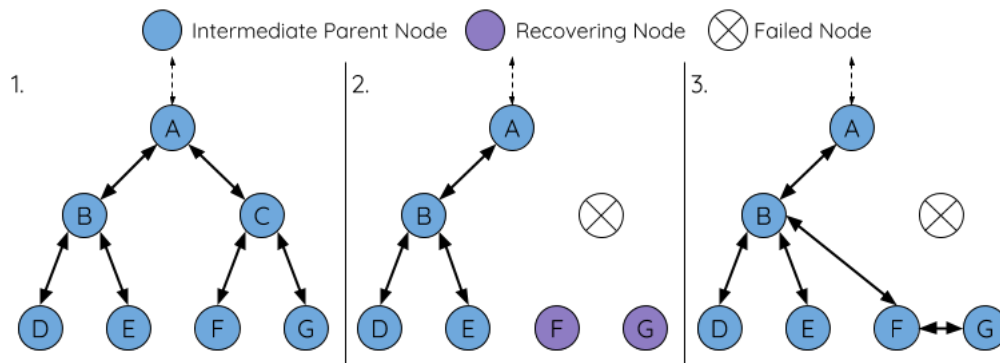 Intermediate Parent Node Recovering Node Failed Node
1. 2. 3.
A A A
B C B B
D E F G D E F G D E F G